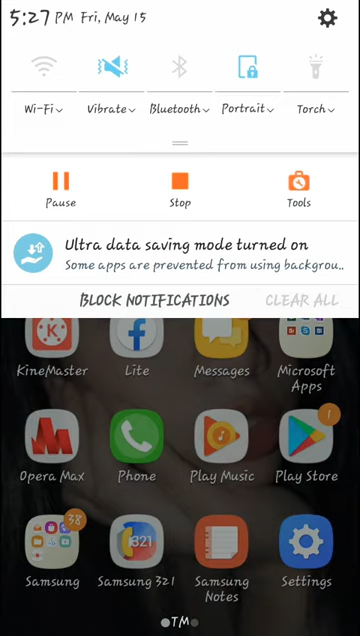 5:27 PM Fri, May 15
Wi-Fi Vibrate Bluetooth Portrait Torch
Pause Stop Tools
Ultra data saving mode turned on
Some apps are prevented from using backgrou..
BLOCK NOTIFICATIONS CLEAR ALL
KineMaster Lite Messages Microsoft Apps
1
Opera Max Phone Play Music Play Store
38
321
Samsung Samsung 321 Samsung Notes Settings
TM